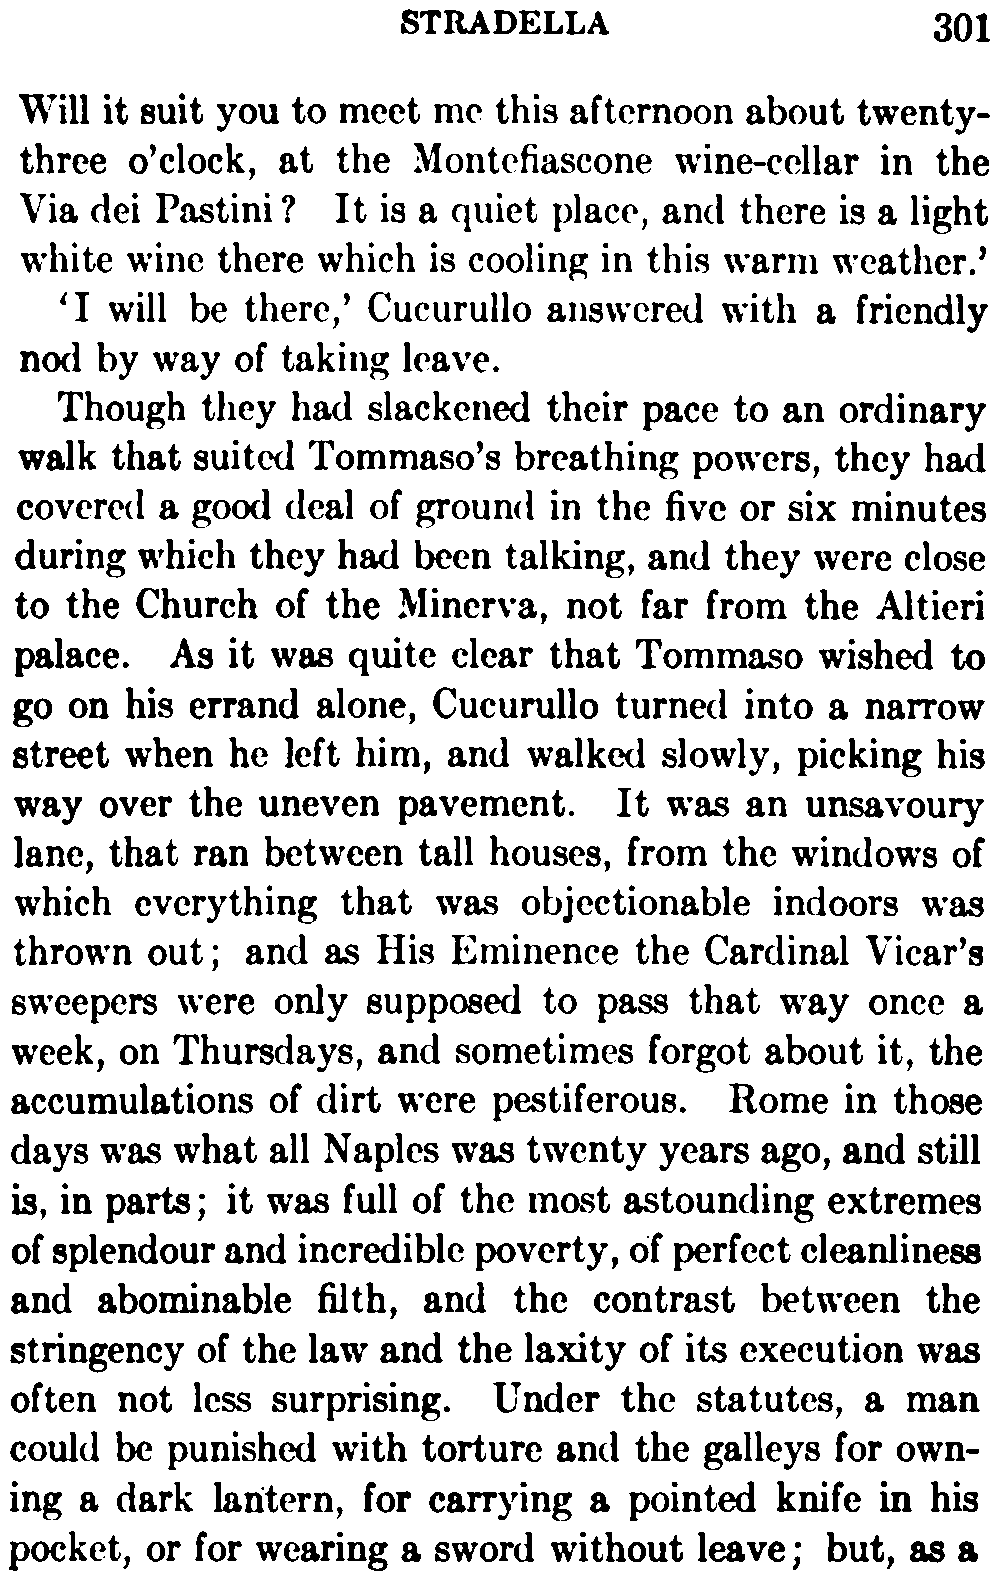 STRADELLA 301
Will it suit you to meet me this afternoon about twenty-
three o'clock, at the Montefiascone wine-cellar in the
Via dei Pastini? It is a quiet place, and there is a light
white wine there which is cooling in this warm weather.'
'I will be there,' Cucurullo answered with a friendly
nod by way of taking leave.
Though they had slackened their pace to an ordinary
walk that suited Tommaso's breathing powers, they had
covered a good deal of ground in the five or six minutes
during which they had been talking, and they were close
to the Church of the Minerva, not far from the Altieri
palace. As it was quite clear that Tommaso wished to
go on his errand alone, Cucurullo turned into a narrow
street when he left him, and walked slowly, picking his
way over the uneven pavement. It was an unsavoury
lane, that ran between tall houses, from the windows of
which everything that was objectionable indoors was
thrown out; and as His Eminence the Cardinal Vicar's
sweepers were only supposed to pass that way once a
week, on Thursdays, and sometimes forgot about it, the
accumulations of dirt were pestiferous. Rome in those
days was what all Naples was twenty years ago, and still
is, in parts; it was full of the most astounding extremes
of splendour and incredible poverty, of perfect cleanliness
and abominable filth, and the contrast between the
stringency of the law and the laxity of its execution was
often not less surprising. Under the statutes, a man
could be punished with torture and the galleys for own-
ing a dark lantern, for carrying a pointed knife in his
pocket, or for wearing a sword without leave; but, as a